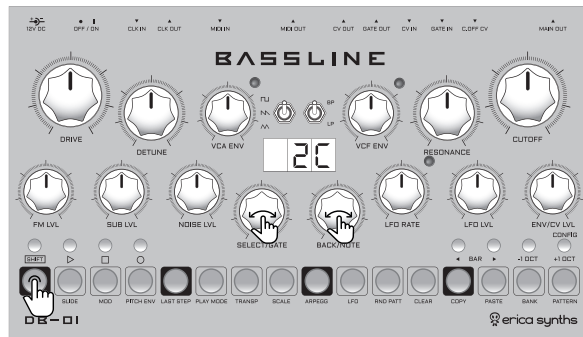 12V DC OFF / ON CLK IN CLK OUT MIDI IN MIDI OUT CV OUT GATE OUT CV IN GATE IN C.OFF CV MAIN OUT
BASSLINE
BP
LP
DRIVE DETUNE VCA ENV VCF ENV RESONANCE CUTOFF
2C
FM LVL SUB LVL NOISE LVL SELECT/GATE BACK/NOTE LFO RATE LFO LVL ENV/CV LVL
CONFIG
SHIFT BAR -1 OCT +1 OCT
SLIDE MOD PITCH ENV LAST STEP PLAY MODE TRANSP SCALE ARPEGG LFO RND PATT CLEAR COPY PASTE BANK PATTERN
DB-01 erica synths